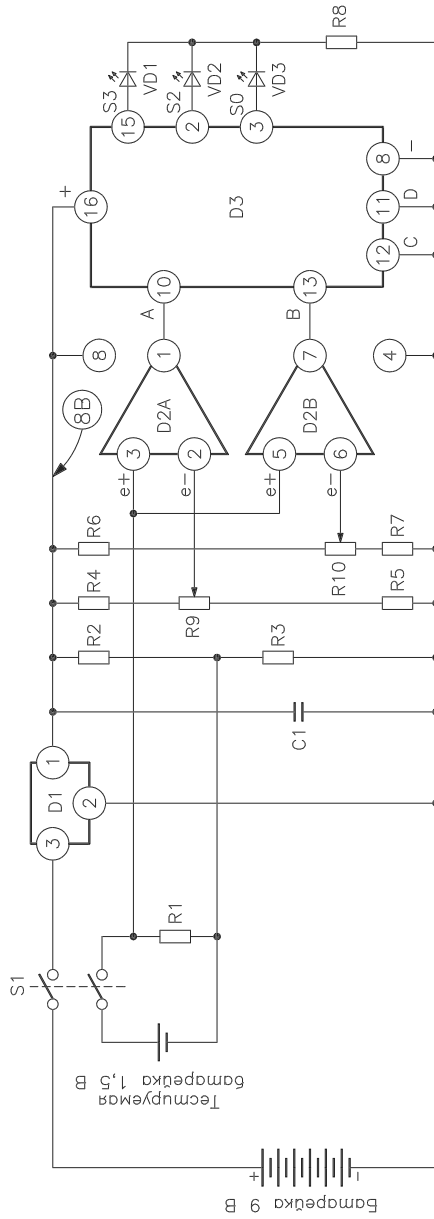 S1
D1
3
1
2
8В
8
+
16
S3
15
VD1
S2
2
VD2
S0
3
VD3
R2
R4
R6
e+
3
e-
2
D2A
1
A
10
D3
R9
R1
Тестируемая
батарейка 1,5 В
Батарейка 9 В
+
-
C1
R3
R5
R10
R7
e+
5
e-
6
D2B
7
B
13
4
12
C
11
D
8
-
R8